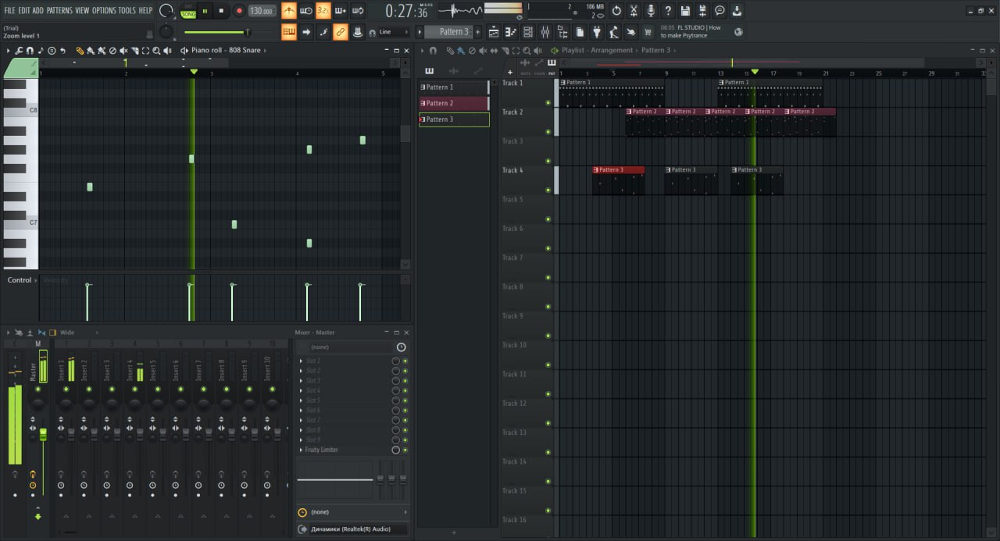 FILE EDIT ADD PATTERNS VIEW OPTIONS TOOLS HELP
PAT
SONG
130.000
32
0:27:36
M:S:CS
2
186 MB
2
(Trial)
Zoom level 1
Line
Pattern 3
08.05 FL STUDIO | How
to make Psytrance
Piano roll - 808 Snare
1 2 3 4 5
C8
C7
Control
Velocity
Pattern 1
Pattern 2
Pattern 3
Playlist - Arrangement
Pattern 3
MUTE CHAN PAT
1 3 5 7 9 11 13 15 17 19 21 23 25 27 29 31 33
Track 1
Pattern 1
Pattern 1
Track 2
Pattern 2
Pattern 2
Pattern 2
Pattern 2
Pattern 2
Track 3
Track 4
Pattern 3
Pattern 3
Pattern 3
Track 5
Track 6
Track 7
Track 8
Track 9
Track 10
Track 11
Track 12
Track 13
Track 14
Track 15
Track 16
Wide
Mixer - Master
C M 1 2 3 4 5 6 7 8 9 10
Master
Insert 1
Insert 2
Insert 3
Insert 4
Insert 5
Insert 6
Insert 7
Insert 8
Insert 9
Insert 10
(none)
Slot 1
Slot 2
Slot 3
Slot 4
Slot 5
Slot 6
Slot 7
Slot 8
Slot 9
Fruity Limiter
(none)
Динамики (Realtek(R) Audio)